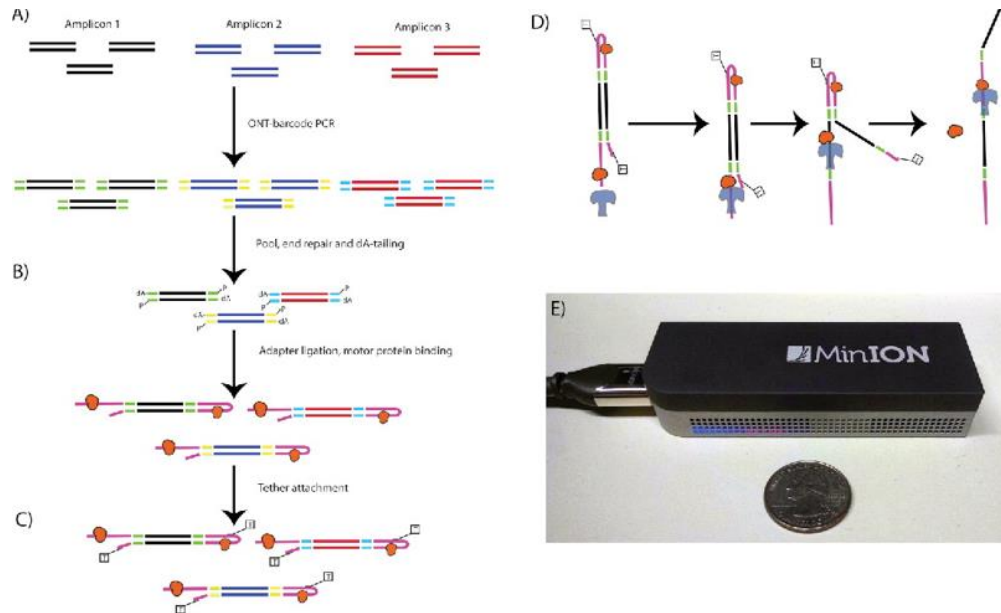 A)
Amplicon 1
Amplicon 2
Amplicon 3
ONT-barcode PCR
Pool, end repair and dA-tailing
B)
dA P
P dA
dA P
P dA
dA P
P dA
Adapter ligation, motor protein binding
Tether attachment
C)
T
T
T
T
T
T
D)
T
T
T
T
T
T
E)
MinION